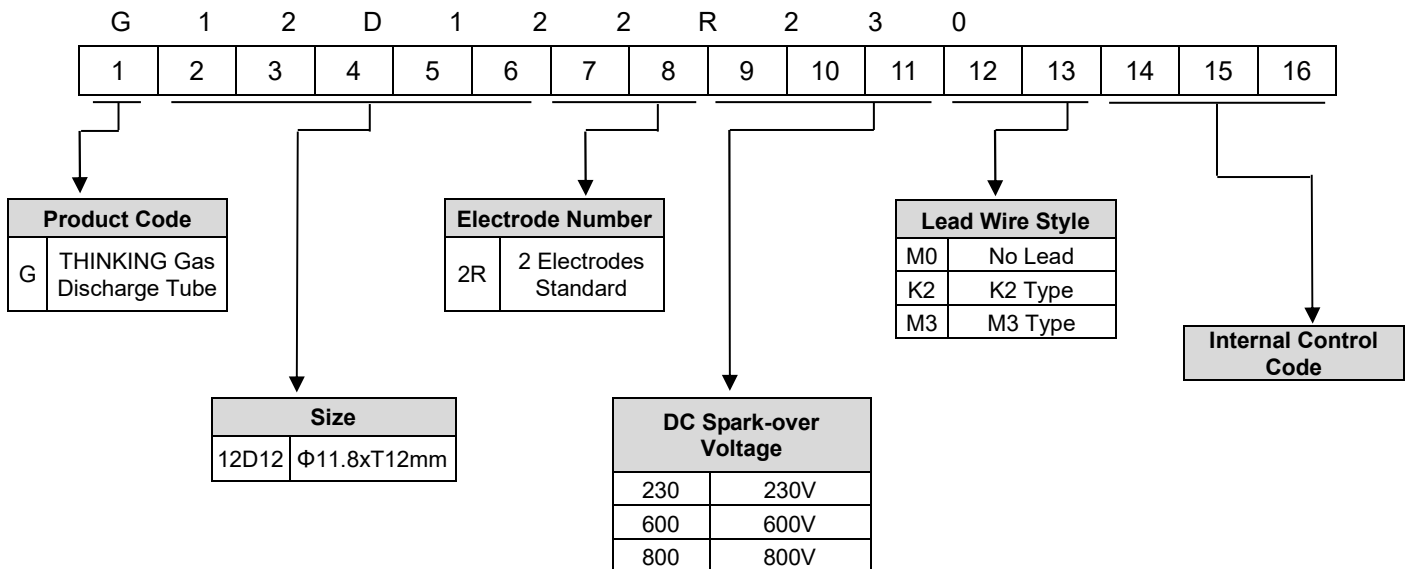 G 1 2 D 1 2 2 R 2 3 0
1 2 3 4 5 6 7 8 9 10 11 12 13 14 15 16
Product Code
G THINKING Gas
Discharge Tube
Electrode Number
2R 2 Electrodes
Standard
Lead Wire Style
M0 No Lead
K2 K2 Type
M3 M3 Type
Internal Control
Code
Size
12D12 Φ11.8xT12mm
DC Spark-over
Voltage
230 230V
600 600V
800 800V